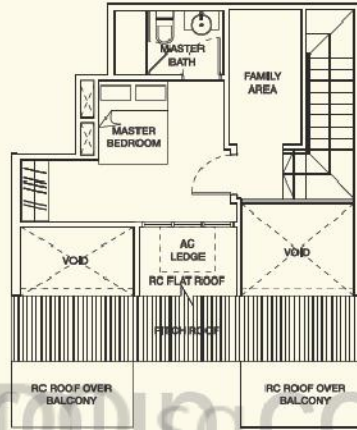 MASTER
BATH
FAMILY
AREA
MASTER
BEDROOM
AC
LEDGE
VOID
VOID
RC FLAT ROOF
PITCH ROOF
RC ROOF OVER
BALCONY
RC ROOF OVER
BALCONY